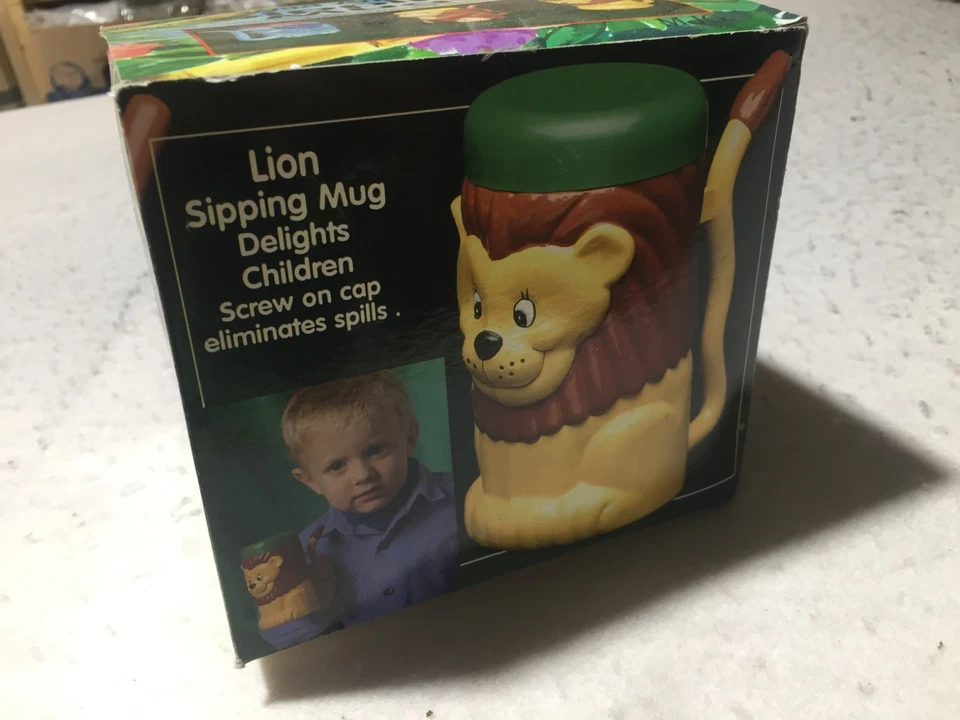 Lion
Sipping Mug
Delights
Children
Screw on cap
eliminates spills .